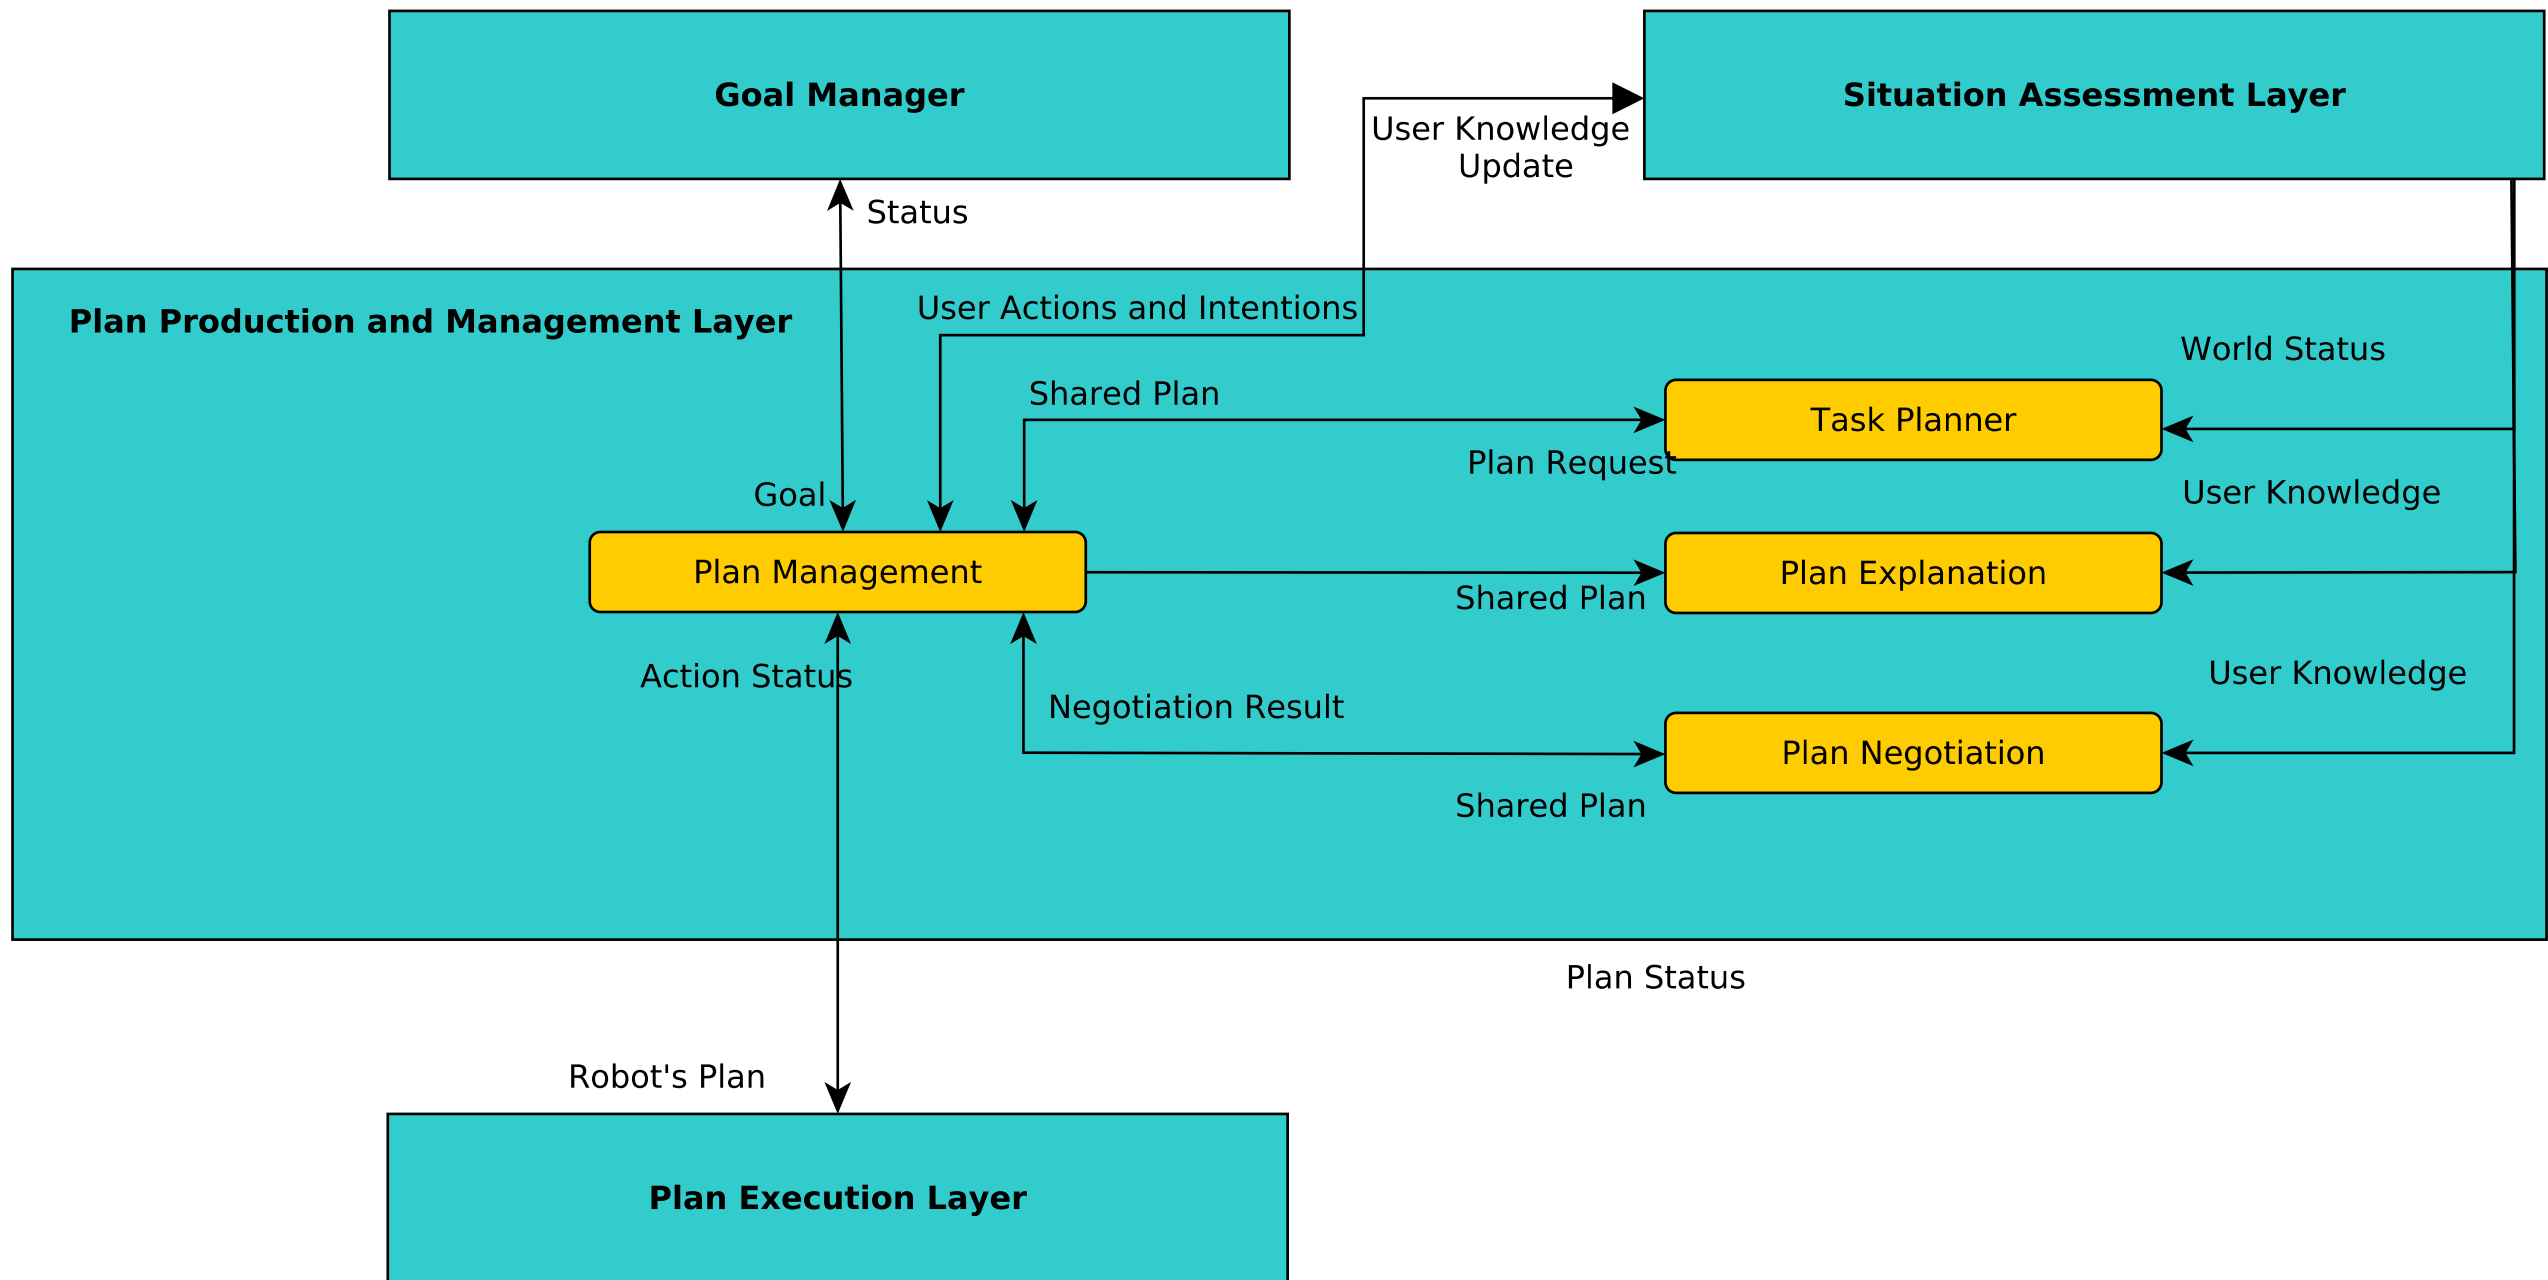 Goal Manager
Situation Assessment Layer
User Knowledge
Update
Status
Plan Production and Management Layer
User Actions and Intentions
World Status
Shared Plan
Task Planner
Plan Request
Goal
User Knowledge
Plan Management
Plan Explanation
Shared Plan
Action Status
User Knowledge
Negotiation Result
Plan Negotiation
Shared Plan
Plan Status
Robot's Plan
Plan Execution Layer